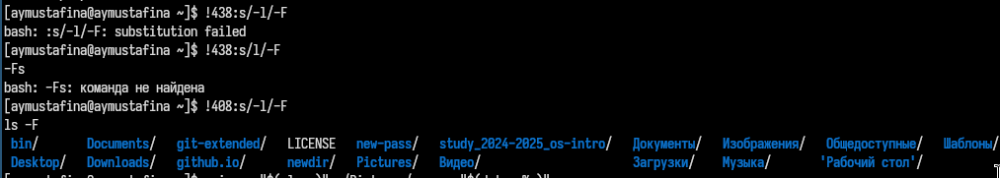 [aymustafina@aymustafina ~]$ !438:s/-l/-F
bash: :s/-l/-F: substitution failed
[aymustafina@aymustafina ~]$ !438:s/l/-F
-Fs
bash: -Fs: команда не найдена
[aymustafina@aymustafina ~]$ !408:s/-l/-F
ls -F
bin/ Documents/ git-extended/ LICENSE new-pass/ study_2024-2025_os-intro/ Документы/ Изображения/ Общедоступные/ Шаблоны/
Desktop/ Downloads/ github.io/ newdir/ Pictures/ Видео/ Загрузки/ Музыка/ 'Рабочий стол'/